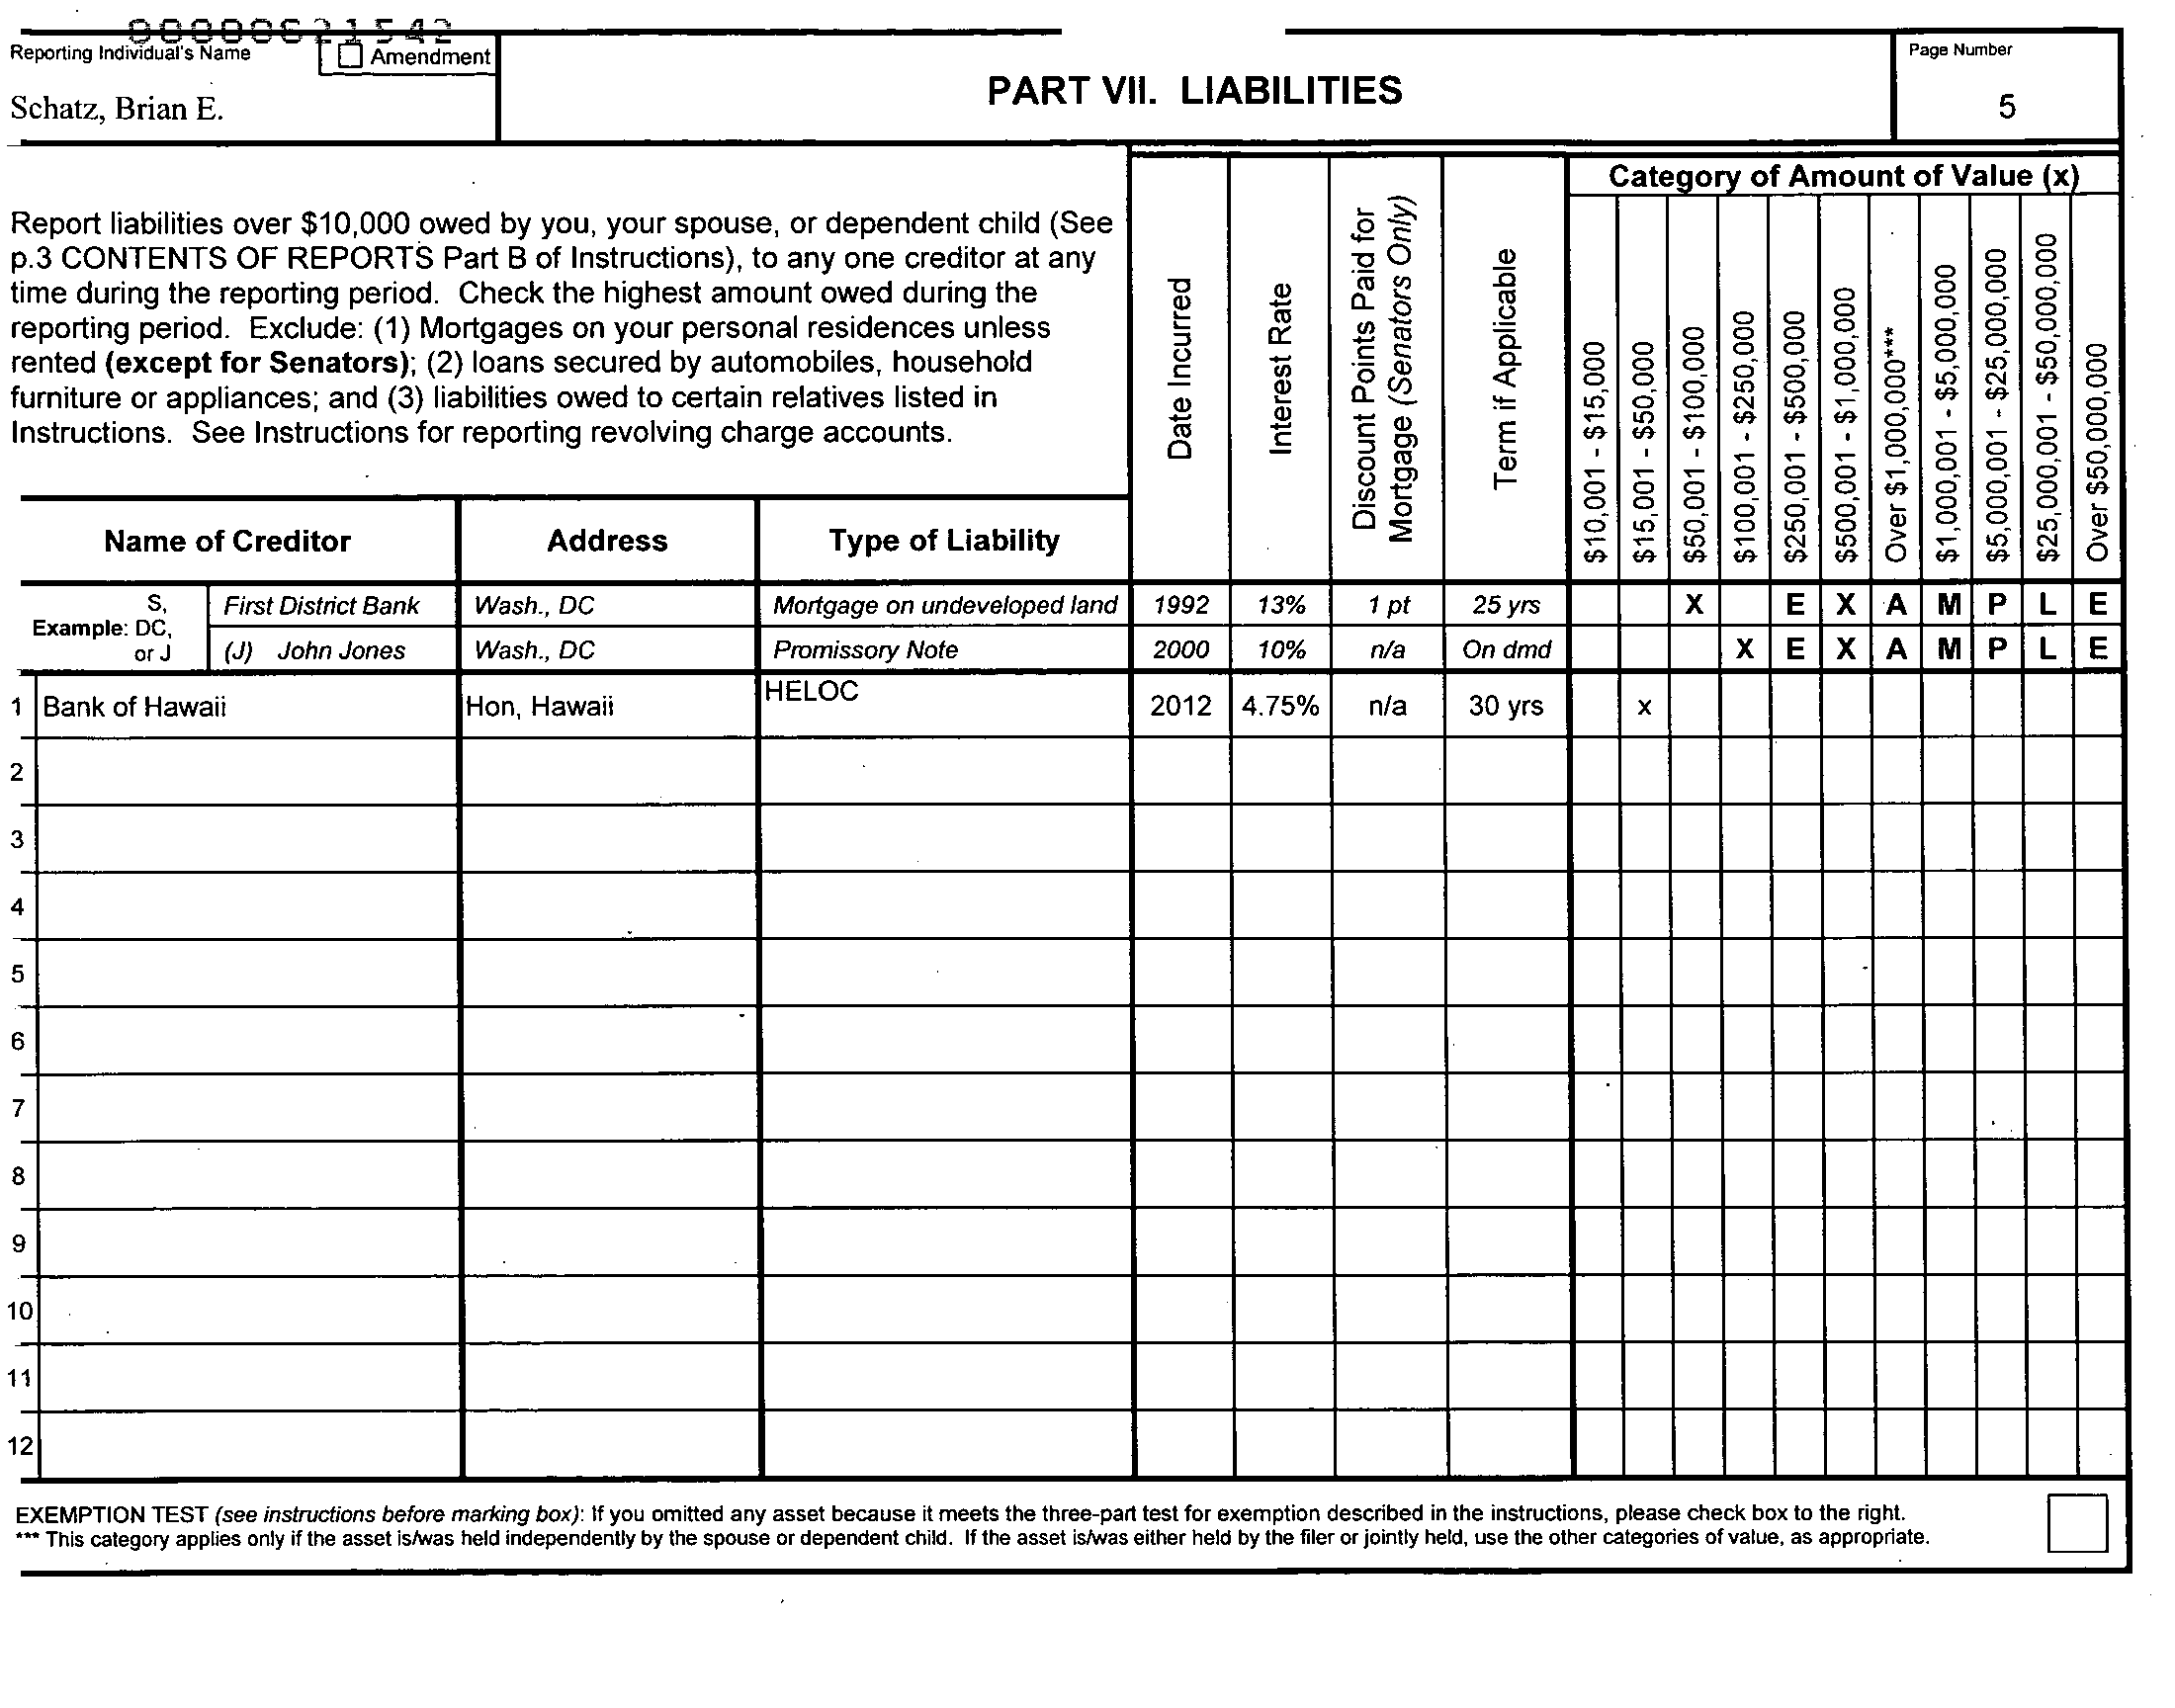 00000621542
Reporting Individual's Name
Amendment
Schatz, Brian E.
PART VII. LIABILITIES
Page Number
5
Report liabilities over $10,000 owed by you, your spouse, or dependent child (See
p.3 CONTENTS OF REPORTS Part B of Instructions), to any one creditor at any
time during the reporting period. Check the highest amount owed during the
reporting period. Exclude: (1) Mortgages on your personal residences unless
rented (except for Senators); (2) loans secured by automobiles, household
furniture or appliances; and (3) liabilities owed to certain relatives listed in
Instructions. See Instructions for reporting revolving charge accounts.
Date Incurred
Interest Rate
Discount Points Paid for
Mortgage (Senators Only)
Term if Applicable
Category of Amount of Value (x)
$10,001 - $15,000
$15,001 - $50,000
$50,001 - $100,000
$100,001 - $250,000
$250,001 - $500,000
$500,001 - $1,000,000
Over $1,000,000***
$1,000,001 - $5,000,000
$5,000,001 - $25,000,000
$25,000,001 - $50,000,000
Over $50,000,000
Name of Creditor Address Type of Liability
Example: S,
DC,
or J
First District Bank Wash., DC Mortgage on undeveloped land 1992 13% 1 pt 25 yrs X E X A M P L E
(J) John Jones Wash., DC Promissory Note 2000 10% n/a On dmd X E X A M P L E
1 Bank of Hawaii Hon, Hawaii HELOC 2012 4.75% n/a 30 yrs x
2
3
4
5
6
7
8
9
10
11
12
EXEMPTION TEST (see instructions before marking box): If you omitted any asset because it meets the three-part test for exemption described in the instructions, please check box to the right.
*** This category applies only if the asset is/was held independently by the spouse or dependent child. If the asset is/was either held by the filer or jointly held, use the other categories of value, as appropriate.